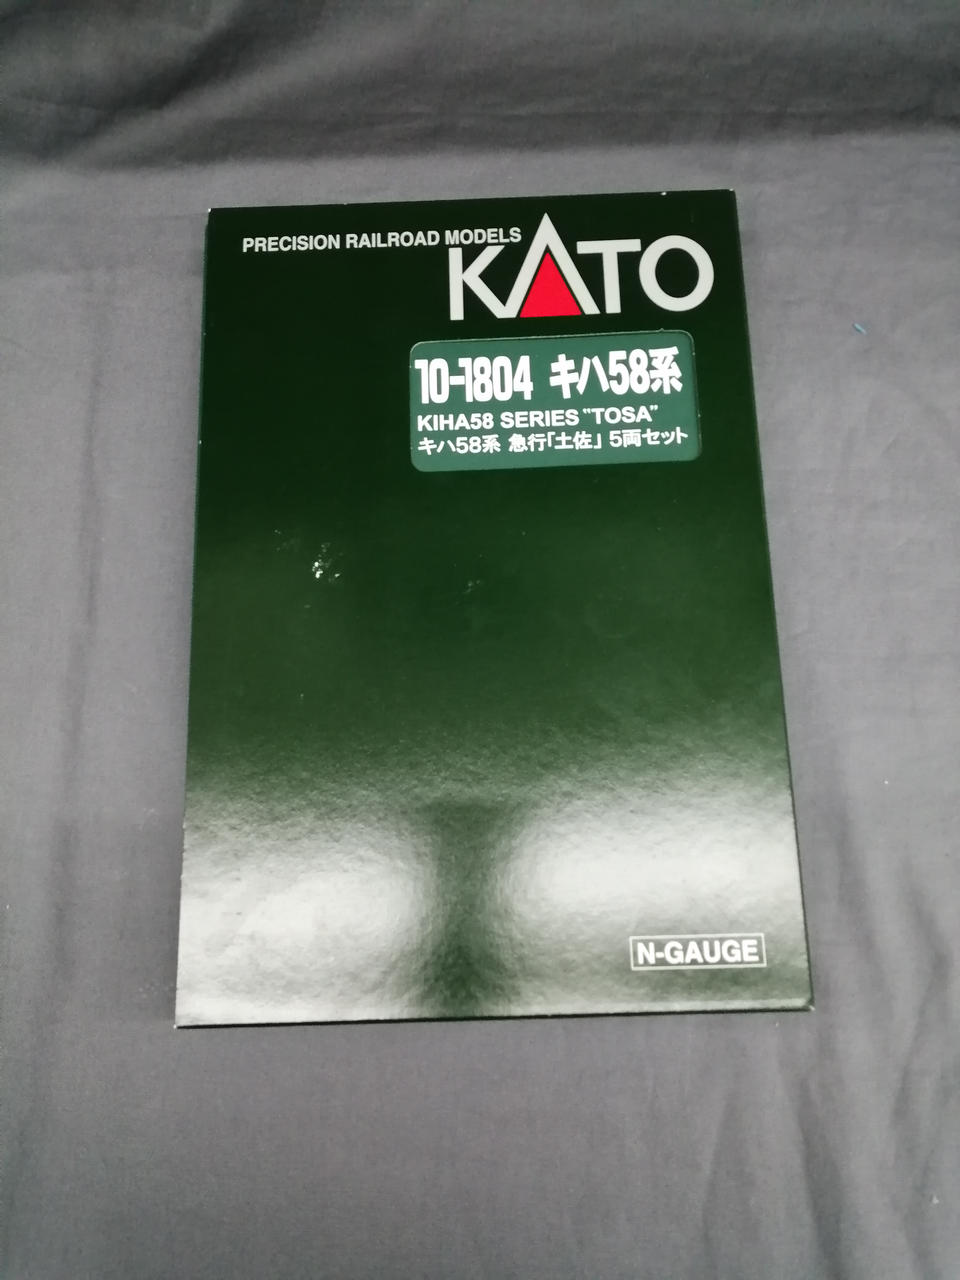 PRECISION RAILROAD MODELS
KATO
10-1804 キハ58系
KIHA58 SERIES "TOSA"
キハ58系 急行「土佐」 5両セット
N-GAUGE